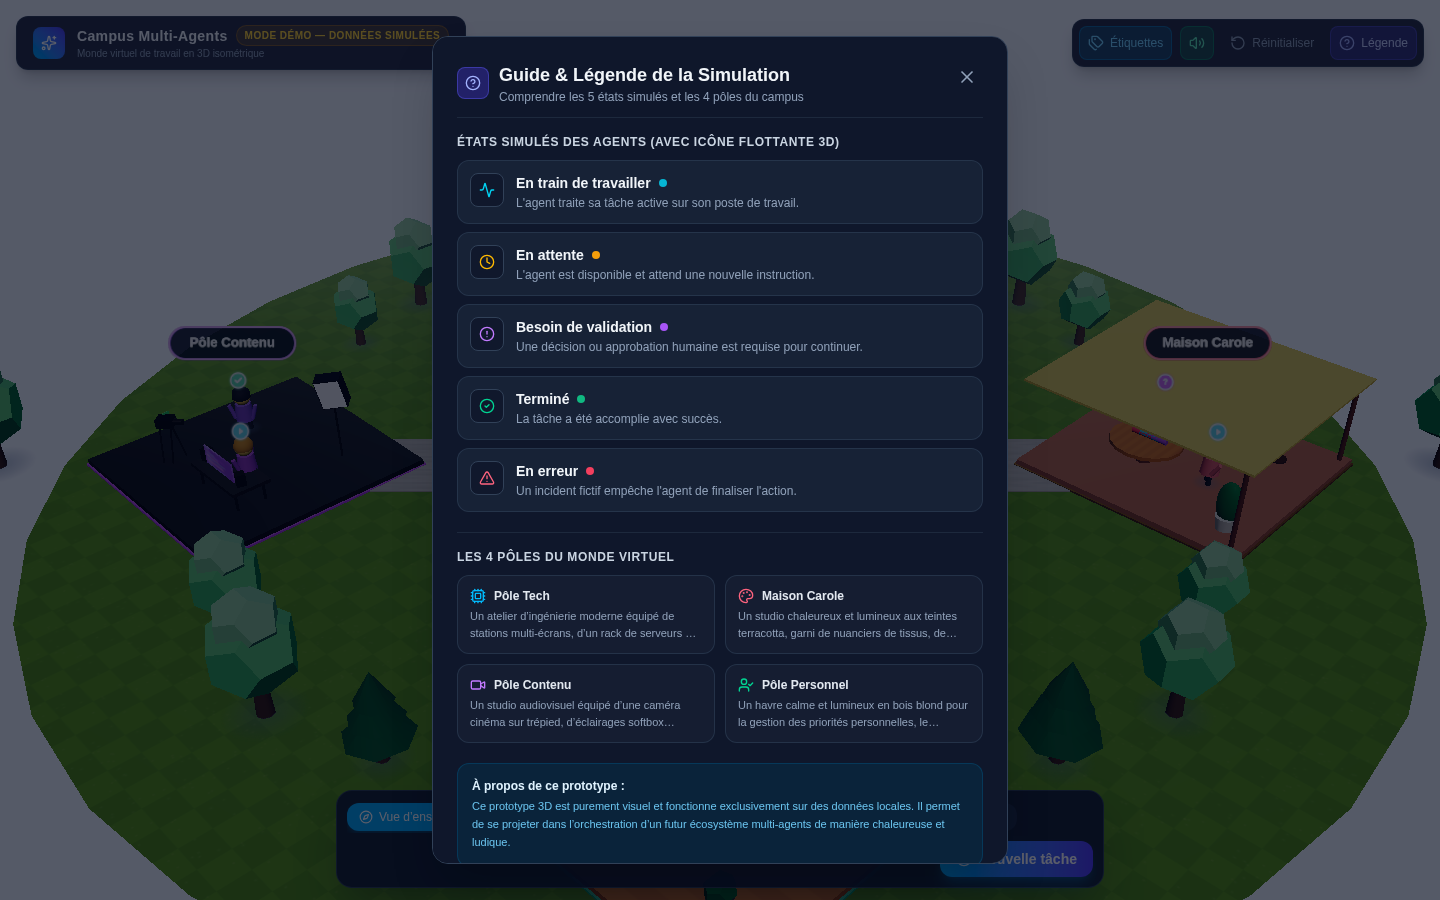 Campus Multi-Agents
MODE DÉMO — DONNÉES SIMULÉES
Monde virtuel de travail en 3D isométrique
Étiquettes
Réinitialiser
Légende
Guide & Légende de la Simulation
Comprendre les 5 états simulés et les 4 pôles du campus
ÉTATS SIMULÉS DES AGENTS (AVEC ICÔNE FLOTTANTE 3D)
En train de travailler
L'agent traite sa tâche active sur son poste de travail.
En attente
L'agent est disponible et attend une nouvelle instruction.
Besoin de validation
Une décision ou approbation humaine est requise pour continuer.
Terminé
La tâche a été accomplie avec succès.
En erreur
Un incident fictif empêche l'agent de finaliser l'action.
Pôle Contenu
Maison Carole
LES 4 PÔLES DU MONDE VIRTUEL
Pôle Tech
Un atelier d'ingénierie moderne équipé de
stations multi-écrans, d'un rack de serveurs ...
Maison Carole
Un studio chaleureux et lumineux aux teintes
terracotta, garni de nuanciers de tissus, de...
Pôle Contenu
Un studio audiovisuel équipé d'une caméra
cinéma sur trépied, d'éclairages softbox...
Pôle Personnel
Un havre calme et lumineux en bois blond pour
la gestion des priorités personnelles, le...
À propos de ce prototype :
Ce prototype 3D est purement visuel et fonctionne exclusivement sur des données locales. Il permet
de se projeter dans l'orchestration d'un futur écosystème multi-agents de manière chaleureuse et
ludique.
Vue d'ens
velle tâche